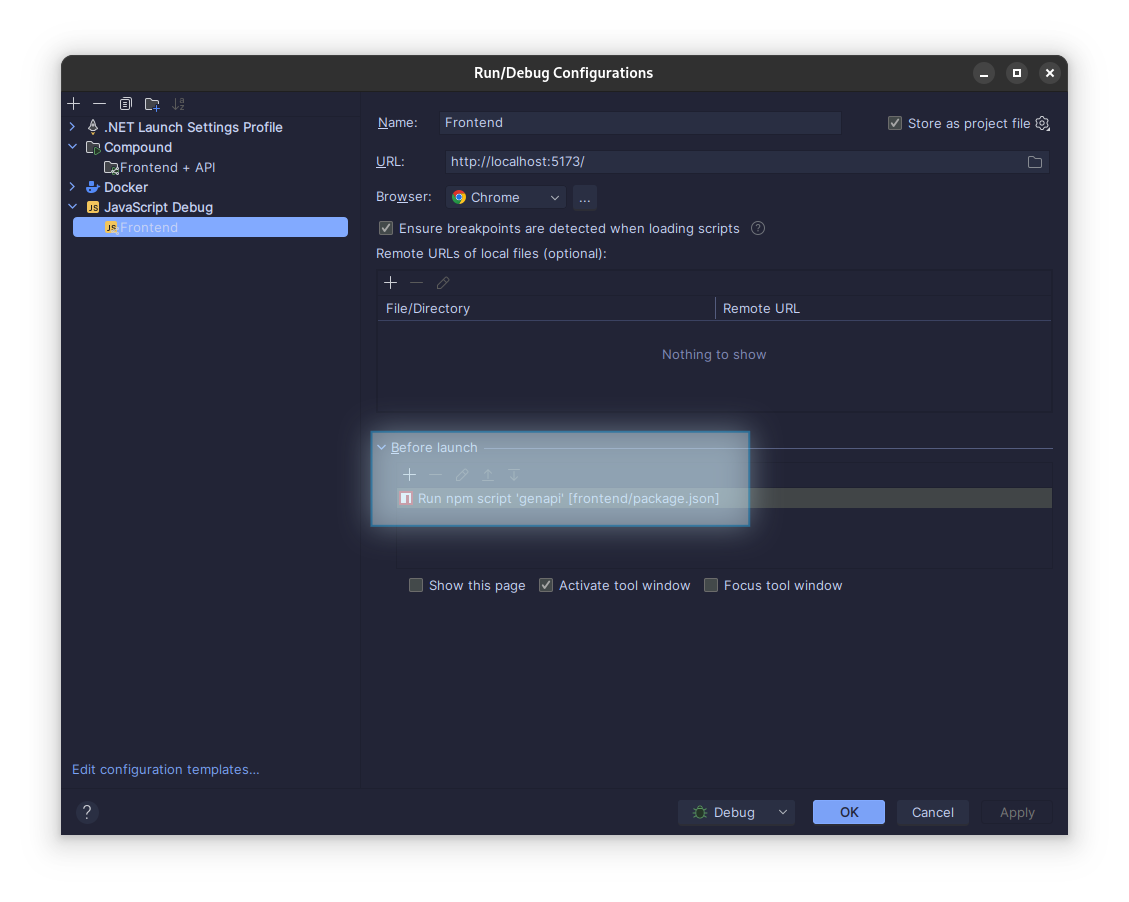 Run/Debug Configurations
.NET Launch Settings Profile
Compound
Frontend + API
Docker
JS JavaScript Debug
JS Frontend
Edit configuration templates...
Name: Frontend
Store as project file
URL: http://localhost:5173/
Browser: Chrome ...
Ensure breakpoints are detected when loading scripts ?
Remote URLs of local files (optional):
File/Directory Remote URL
Nothing to show
Before launch
Run npm script 'genapi' [frontend/package.json]
Show this page Activate tool window Focus tool window
? Debug OK Cancel Apply